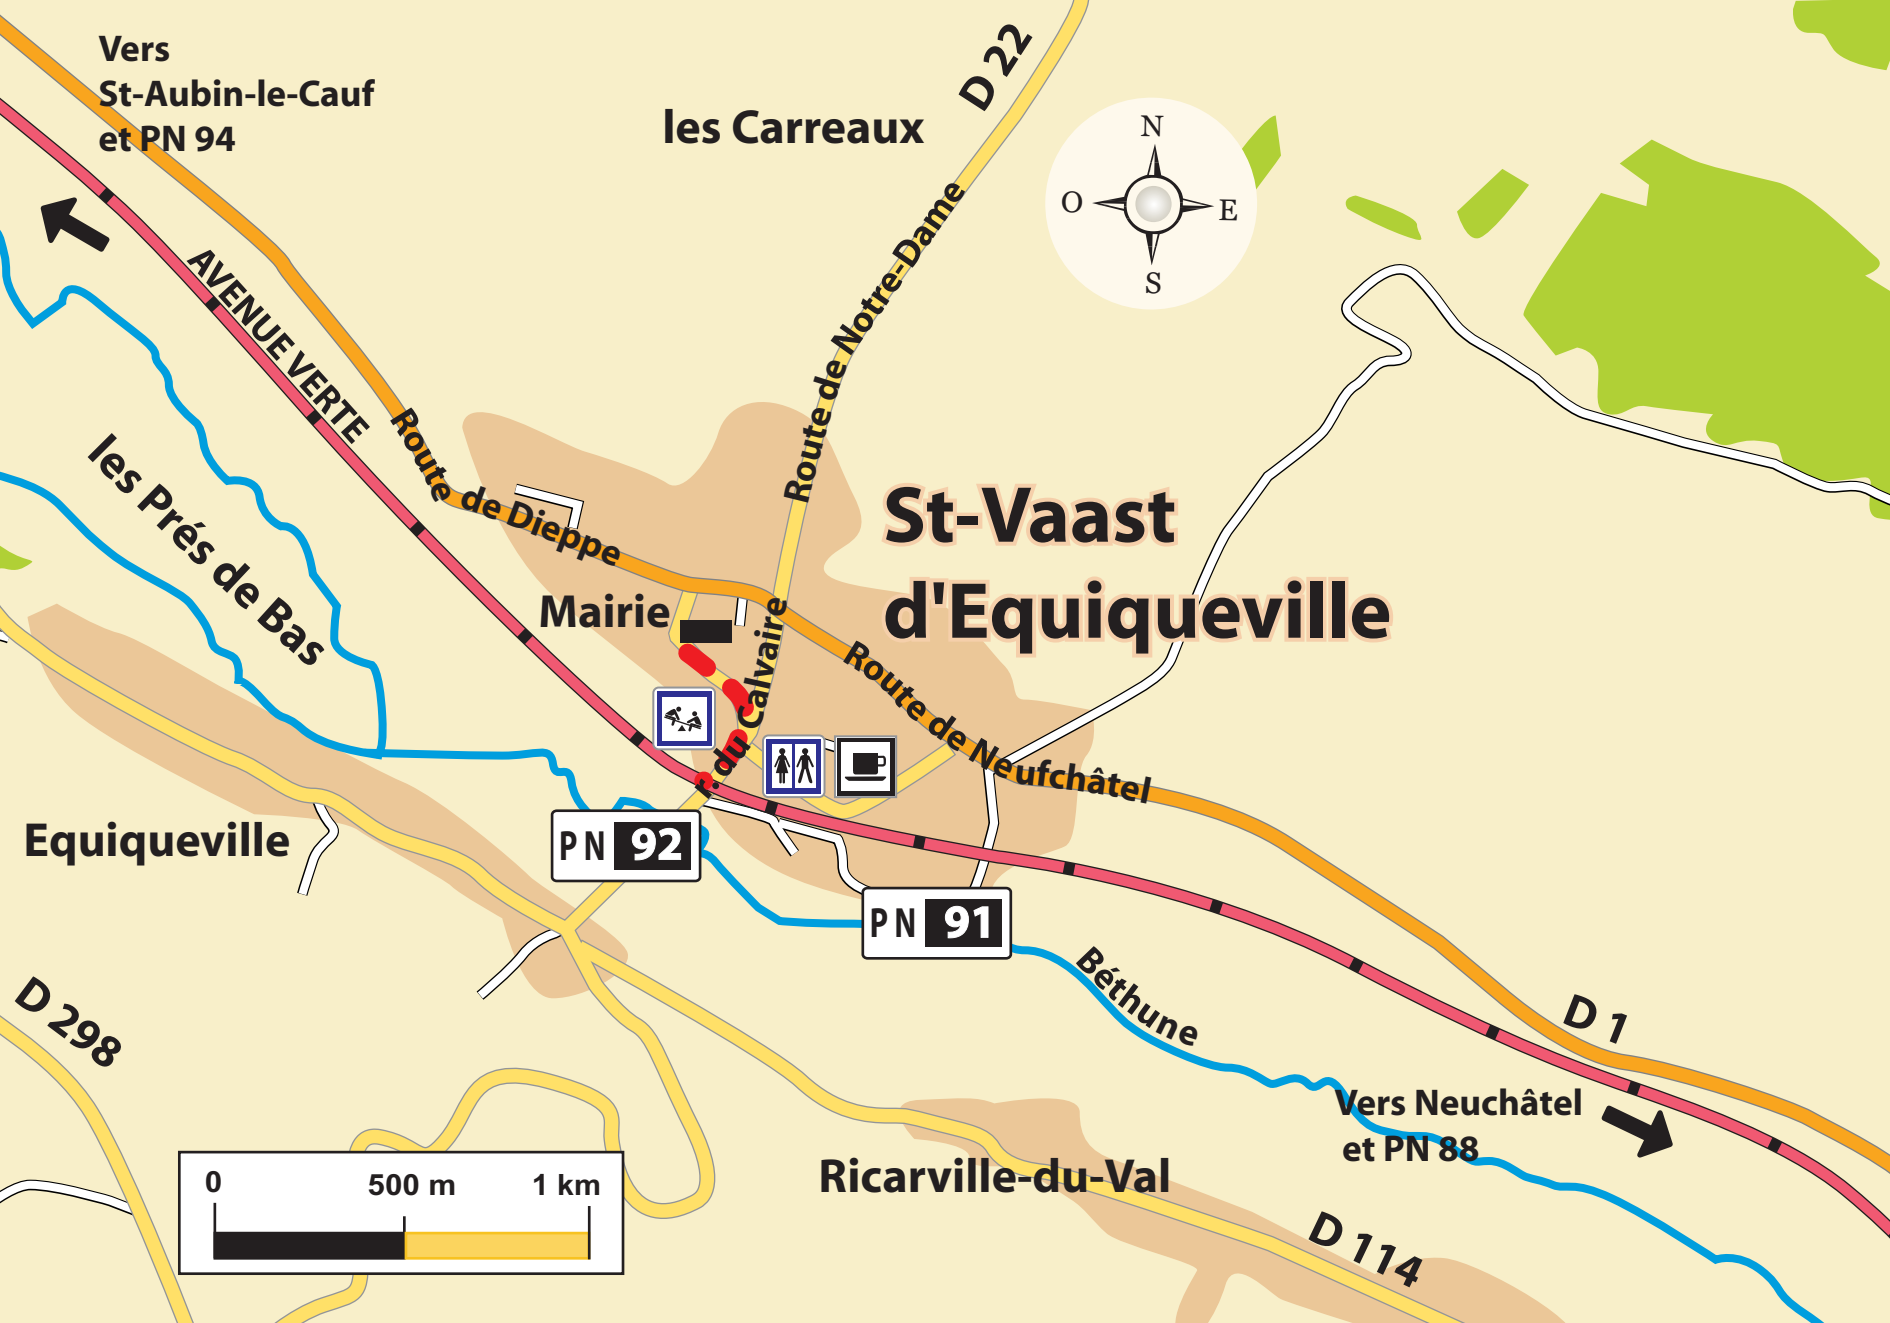 Vers
St-Aubin-le-Cauf
et PN 94
les Carreaux
D 22
N
O
E
S
AVENUE VERTE
Route de Notre-Dame
Route de Dieppe
les Prés de Bas
St-Vaast
d'Equiqueville
Mairie
r. du Calvaire
Route de Neufchâtel
Equiqueville
PN 92
PN 91
Béthune
D 298
D 1
Vers Neuchâtel
et PN 88
Ricarville-du-Val
D 114
0 500 m 1 km